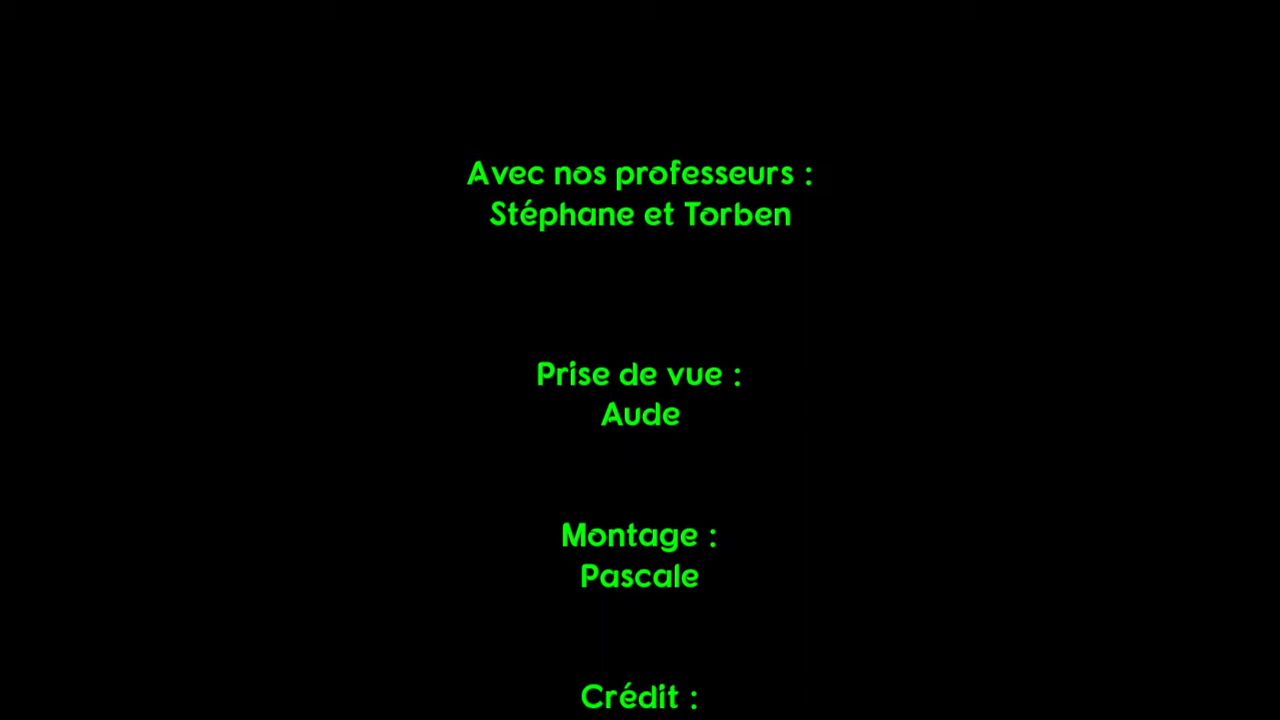 Avec nos professeurs :
Stéphane et Torben
Prise de vue :
Aude
Montage :
Pascale
Crédit :